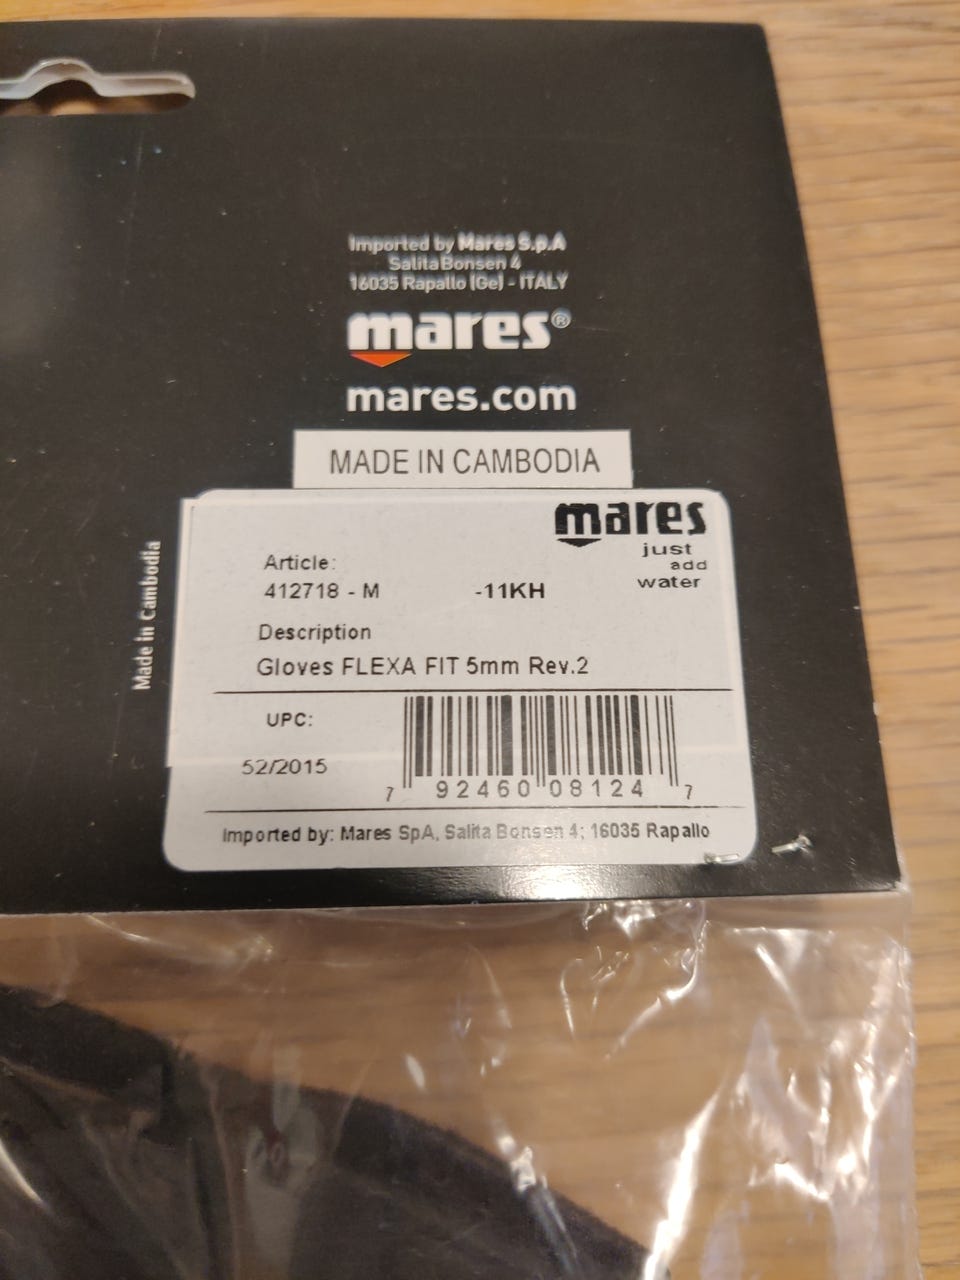 Imported by Mares S.p.A
Salita Bonsen 4
16035 Rapallo (Ge) - ITALY
mares®
mares.com
MADE IN CAMBODIA
mares
just
add
water
Article:
412718 - M -11KH
Description
Gloves FLEXA FIT 5mm Rev.2
UPC:
52/2015
7 92460 08124 7
Imported by: Mares SpA, Salita Bonsen 4; 16035 Rapallo
Made in Cambodia